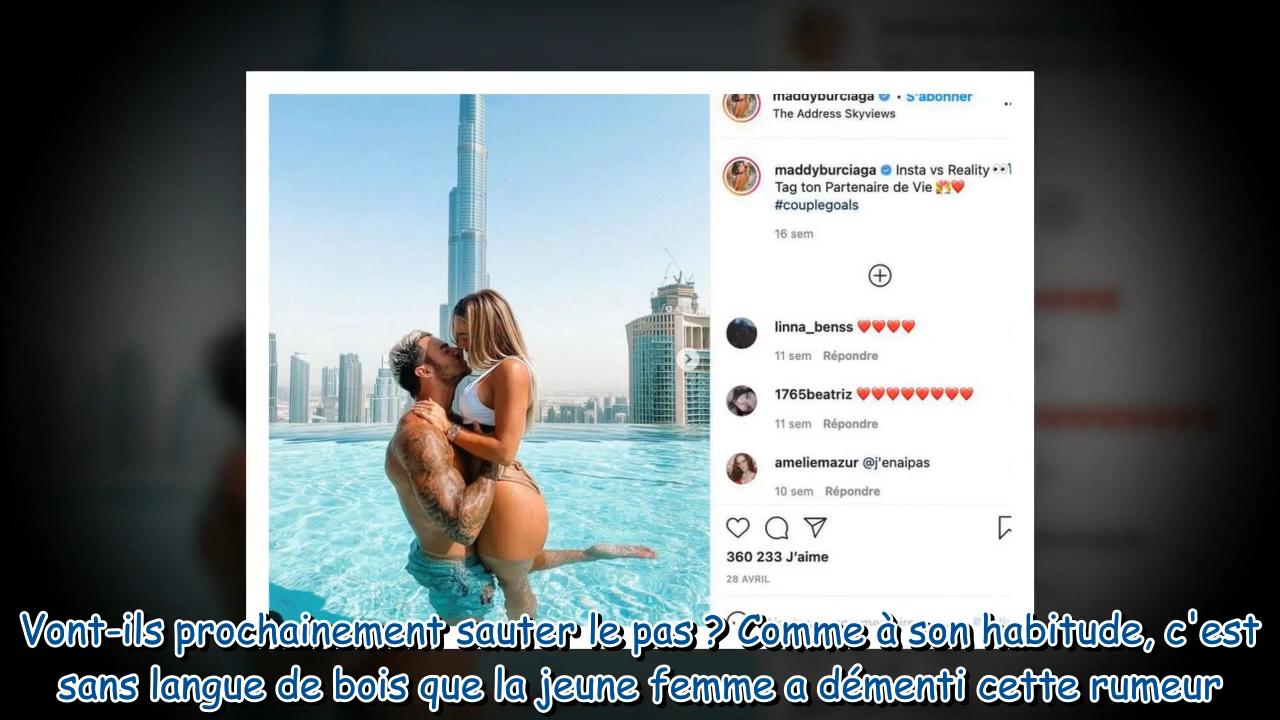 maddyburciaga • S'abonner
The Address Skyviews
maddyburciaga Insta vs Reality
Tag ton Partenaire de Vie
#couplegoals
16 sem
linna_benss
11 sem Répondre
1765beatriz
11 sem Répondre
ameliemazur @j'enaipas
10 sem Répondre
360 233 J'aime
28 AVRIL
Vont-ils prochainement sauter le pas ? Comme à son habitude, c'est
sans langue de bois que la jeune femme a démenti cette rumeur